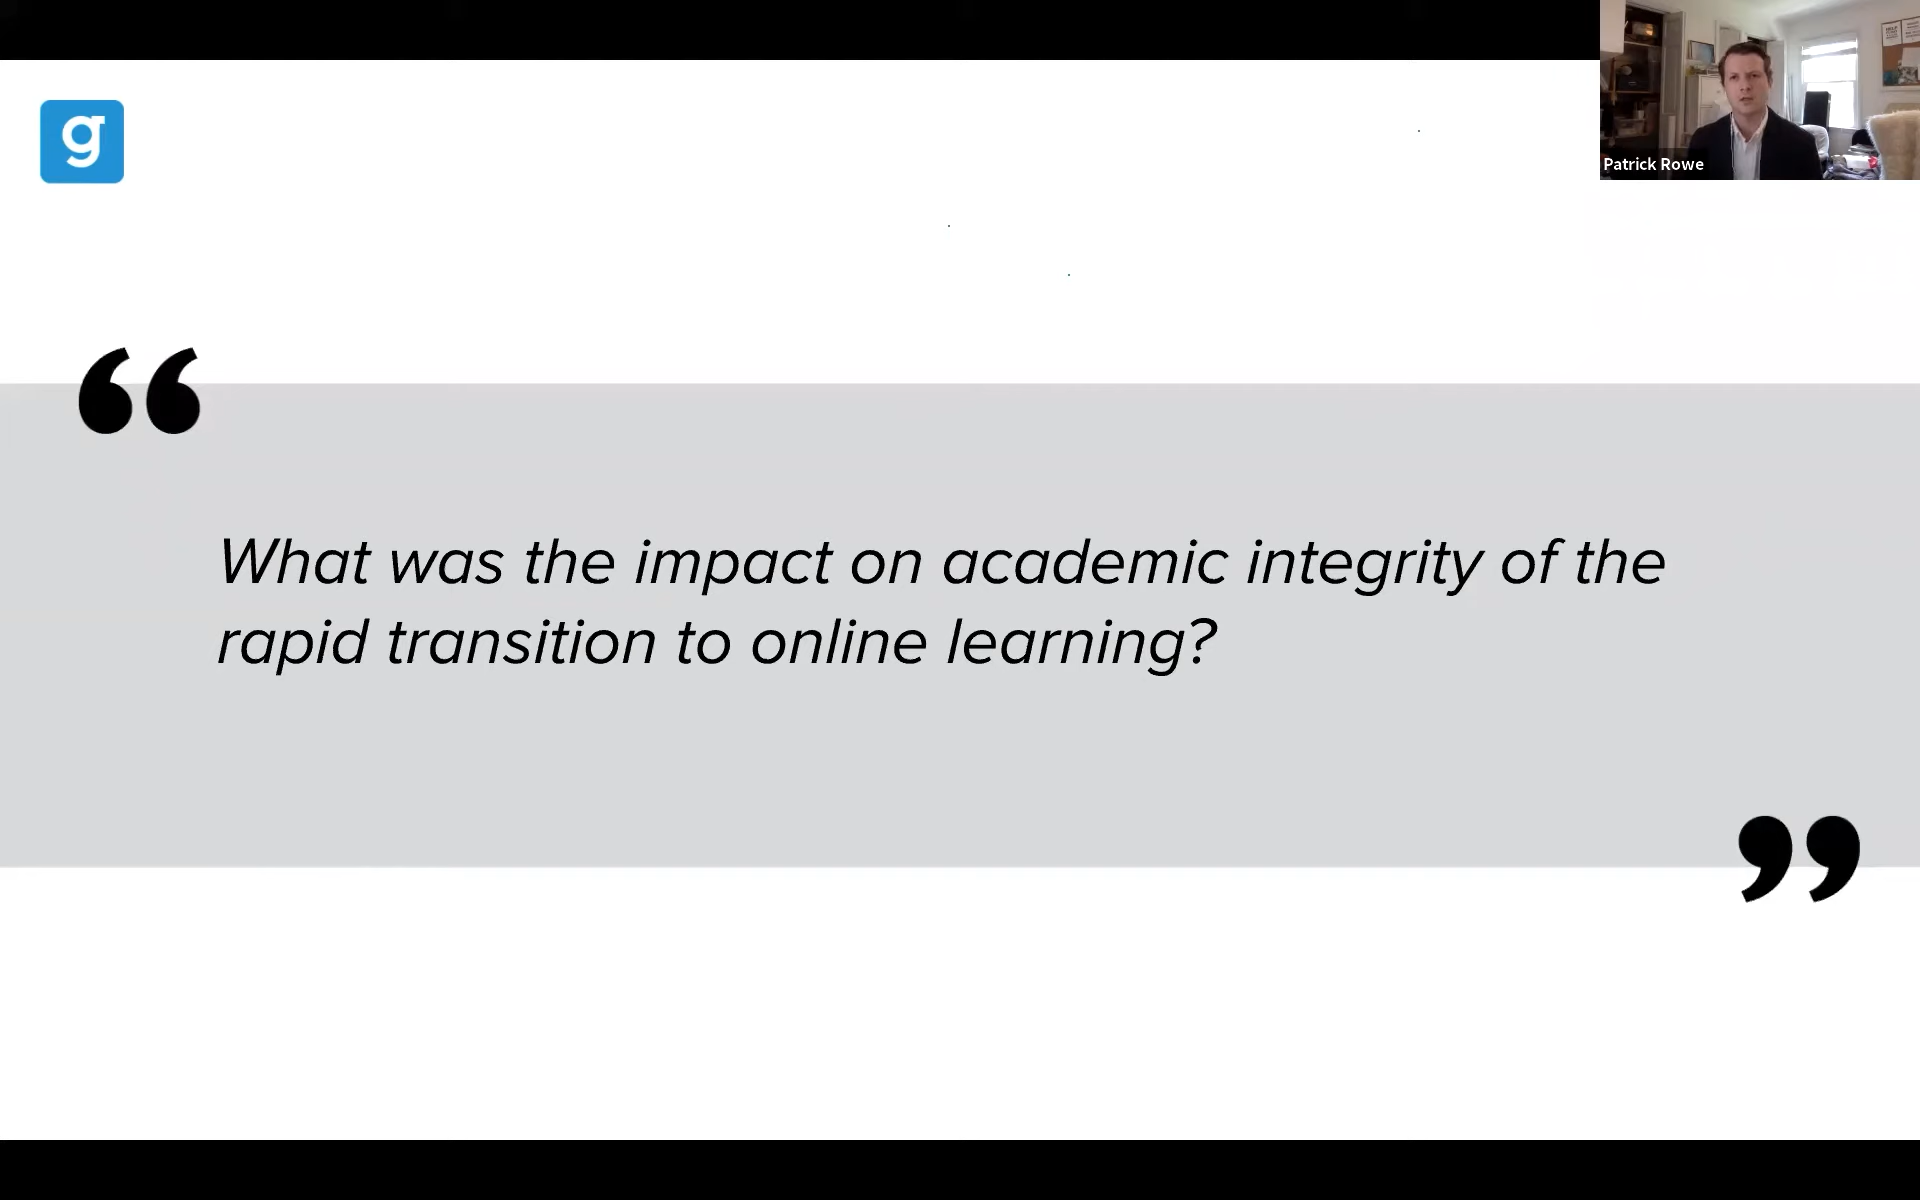 g
Patrick Rowe
“
What was the impact on academic integrity of the
rapid transition to online learning?
”